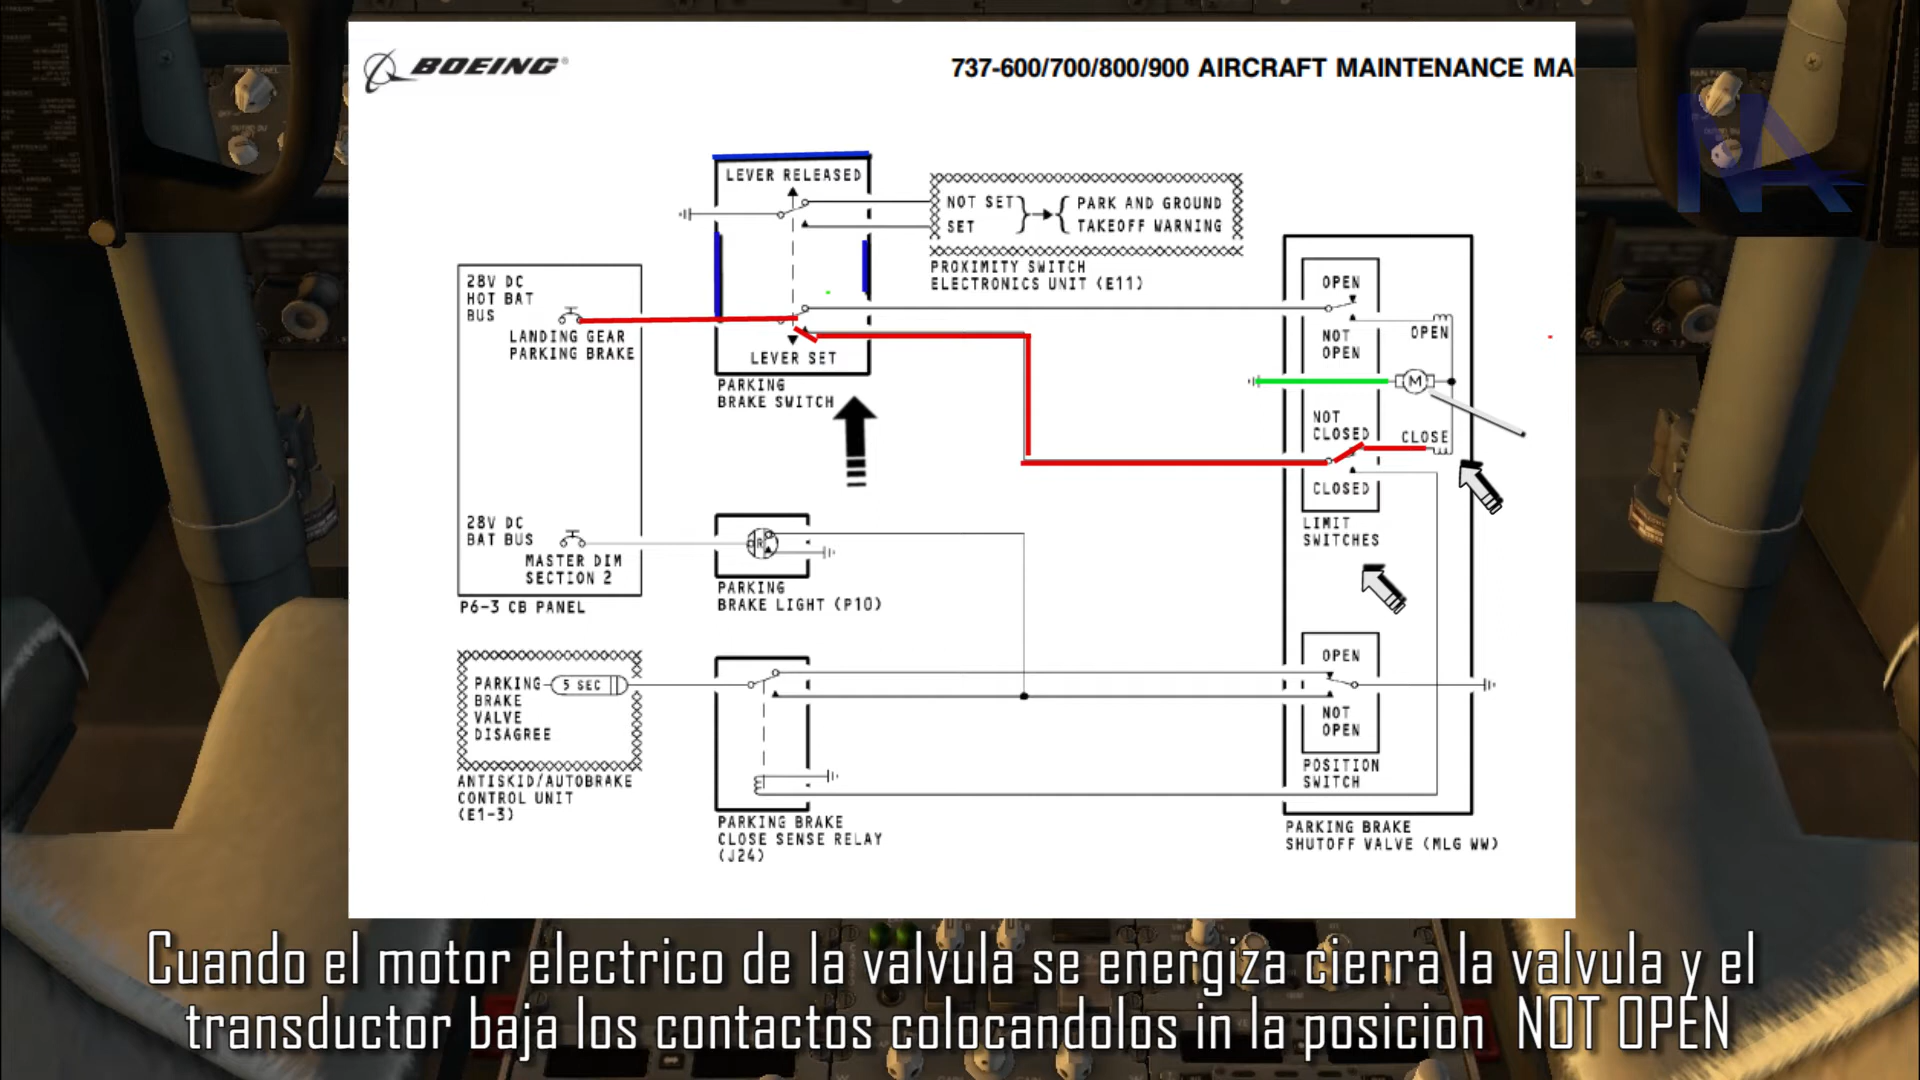 BOEING®
737-600/700/800/900 AIRCRAFT MAINTENANCE MA
LEVER RELEASED
NOT SET
SET
PARK AND GROUND
TAKEOFF WARNING
PROXIMITY SWITCH
ELECTRONICS UNIT (E11)
28V DC
HOT BAT
BUS
LANDING GEAR
PARKING BRAKE
LEVER SET
PARKING
BRAKE SWITCH
OPEN
NOT
OPEN
OPEN
M
NOT
CLOSED
CLOSE
CLOSED
LIMIT
SWITCHES
28V DC
BAT BUS
MASTER DIM
SECTION 2
P6-3 CB PANEL
R
PARKING
BRAKE LIGHT (P10)
PARKING
BRAKE
VALVE
DISAGREE
5 SEC
ANTISKID/AUTOBRAKE
CONTROL UNIT
(E1-3)
PARKING BRAKE
CLOSE SENSE RELAY
(J24)
OPEN
NOT
OPEN
POSITION
SWITCH
PARKING BRAKE
SHUTOFF VALVE (MLG WW)
Cuando el motor electrico de la valvula se energiza cierra la valvula y el
transductor baja los contactos colocandolos in la posicion NOT OPEN